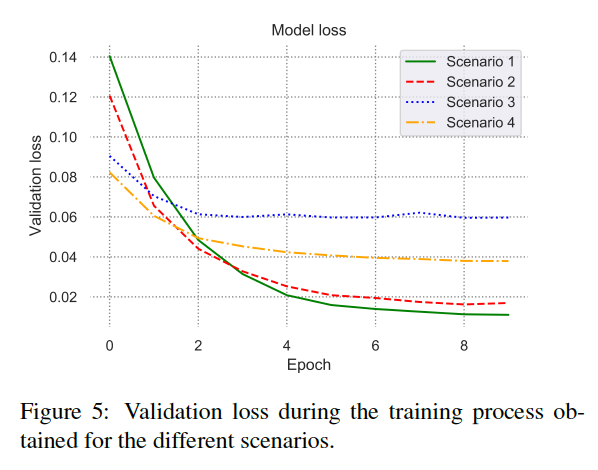 Model loss
0.14
0.12
0.10
0.08
0.06
0.04
0.02
Validation loss
Scenario 1
Scenario 2
Scenario 3
Scenario 4
0 2 4 6 8
Epoch
Figure 5: Validation loss during the training process ob-
tained for the different scenarios.